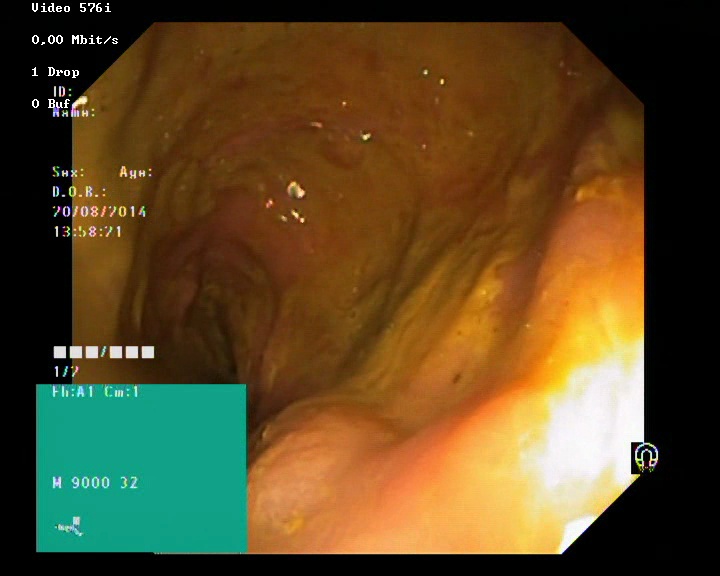 Video 576i
0,00 Mbit/s
1 Drop
ID:
0 Buf
Name:
Sex: Age:
D.O.B.:
20/08/2014
13:58:21
1/2
Eh:A1 Cm:1
M 9000 32